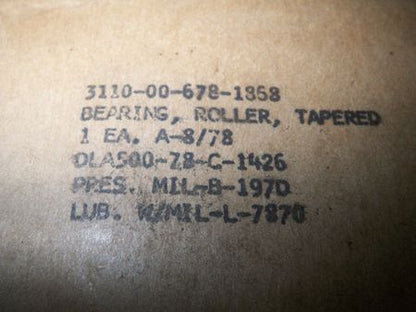 3110-00-678-1868
BEARING, ROLLER, TAPERED
1 EA. A-8/78
DLA500-78-C-1426
PRES. MIL-B-197D
LUB. W/MIL-L-7870